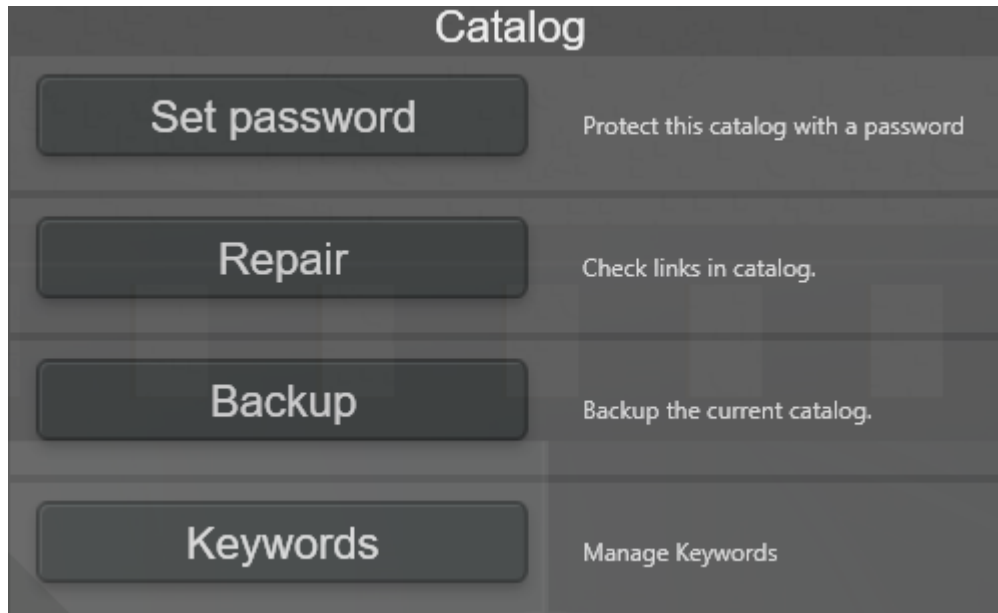 Catalog
Set password
Protect this catalog with a password
Repair
Check links in catalog.
Backup
Backup the current catalog.
Keywords
Manage Keywords